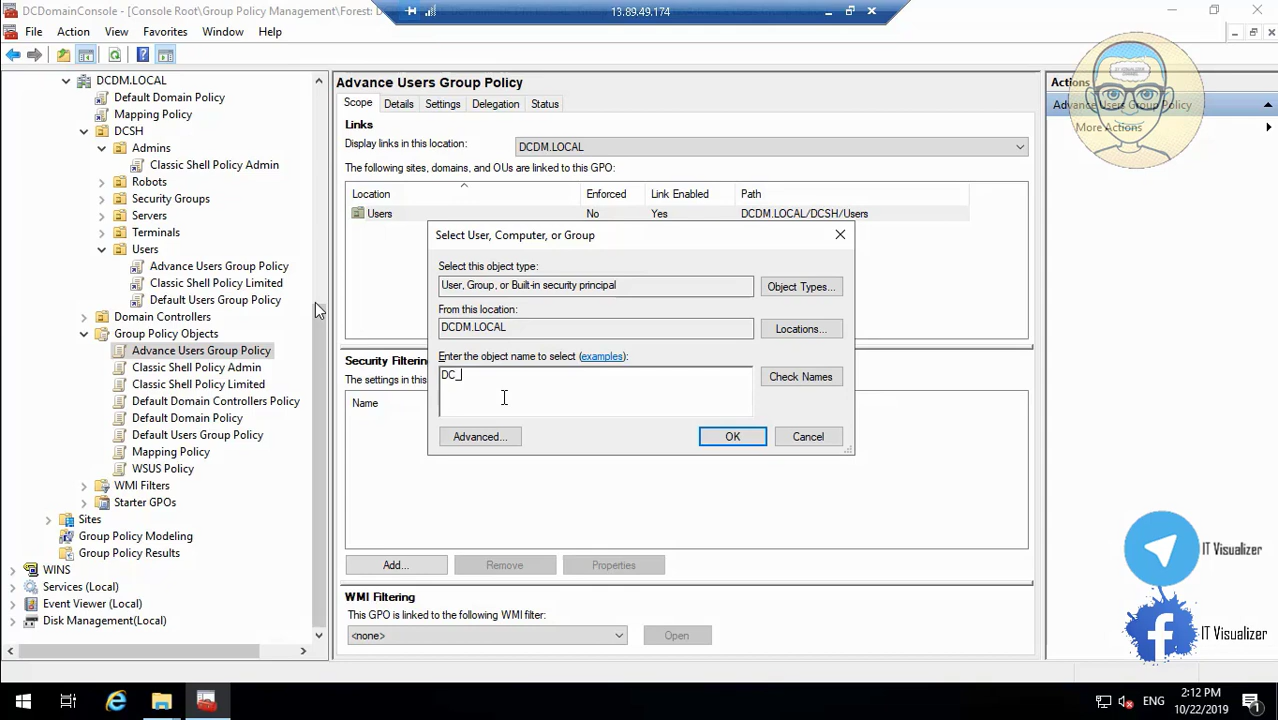 DCDomainConsole - [Console Root\Group Policy Management\Forest: D
13.89.49.174
File Action View Favorites Window Help
DCDM.LOCAL
Default Domain Policy
Mapping Policy
DCSH
Admins
Classic Shell Policy Admin
Robots
Security Groups
Servers
Terminals
Users
Advance Users Group Policy
Classic Shell Policy Limited
Default Users Group Policy
Domain Controllers
Group Policy Objects
Advance Users Group Policy
Classic Shell Policy Admin
Classic Shell Policy Limited
Default Domain Controllers Policy
Default Domain Policy
Default Users Group Policy
Mapping Policy
WSUS Policy
WMI Filters
Starter GPOs
Sites
Group Policy Modeling
Group Policy Results
WINS
Services (Local)
Event Viewer (Local)
Disk Management(Local)
Advance Users Group Policy
Scope Details Settings Delegation Status
Links
Display links in this location: DCDM.LOCAL
The following sites, domains, and OUs are linked to this GPO:
Location Enforced Link Enabled Path
Users No Yes DCDM.LOCAL/DCSH/Users
Select User, Computer, or Group
Select this object type:
User, Group, or Built-in security principal Object Types...
From this location:
DCDM.LOCAL Locations...
Enter the object name to select (examples):
DC_ Check Names
Advanced... OK Cancel
Security Filtering
The settings in this
Name
Add... Remove Properties
WMI Filtering
This GPO is linked to the following WMI filter:
<none> Open
Actions
Advance Users Group Policy
More Actions
IT VISUALIZER
IT Visualizer
IT Visualizer
ENG
2:12 PM
10/22/2019
1